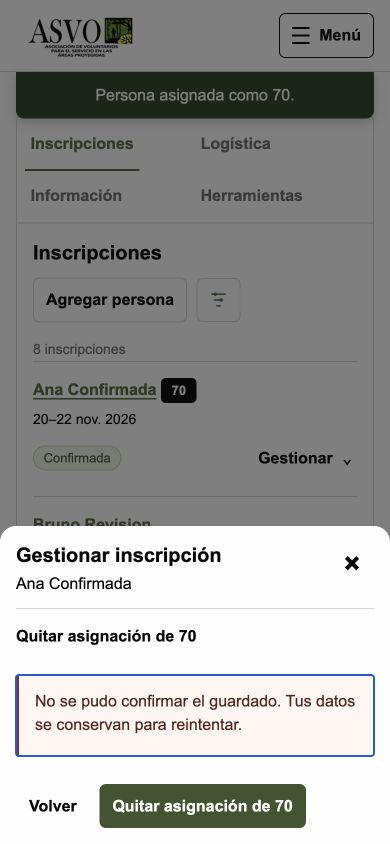 ASVO
ASOCIACIÓN DE VOLUNTARIOS
PARA EL SERVICIO EN LAS
ÁREAS PROTEGIDAS
Menú
Persona asignada como 70.
Inscripciones
Logística
Información
Herramientas
Inscripciones
Agregar persona
8 inscripciones
Ana Confirmada 70
20–22 nov. 2026
Confirmada
Gestionar
Bruno Revision
Gestionar inscripción
Ana Confirmada
Quitar asignación de 70
No se pudo confirmar el guardado. Tus datos
se conservan para reintentar.
Volver
Quitar asignación de 70